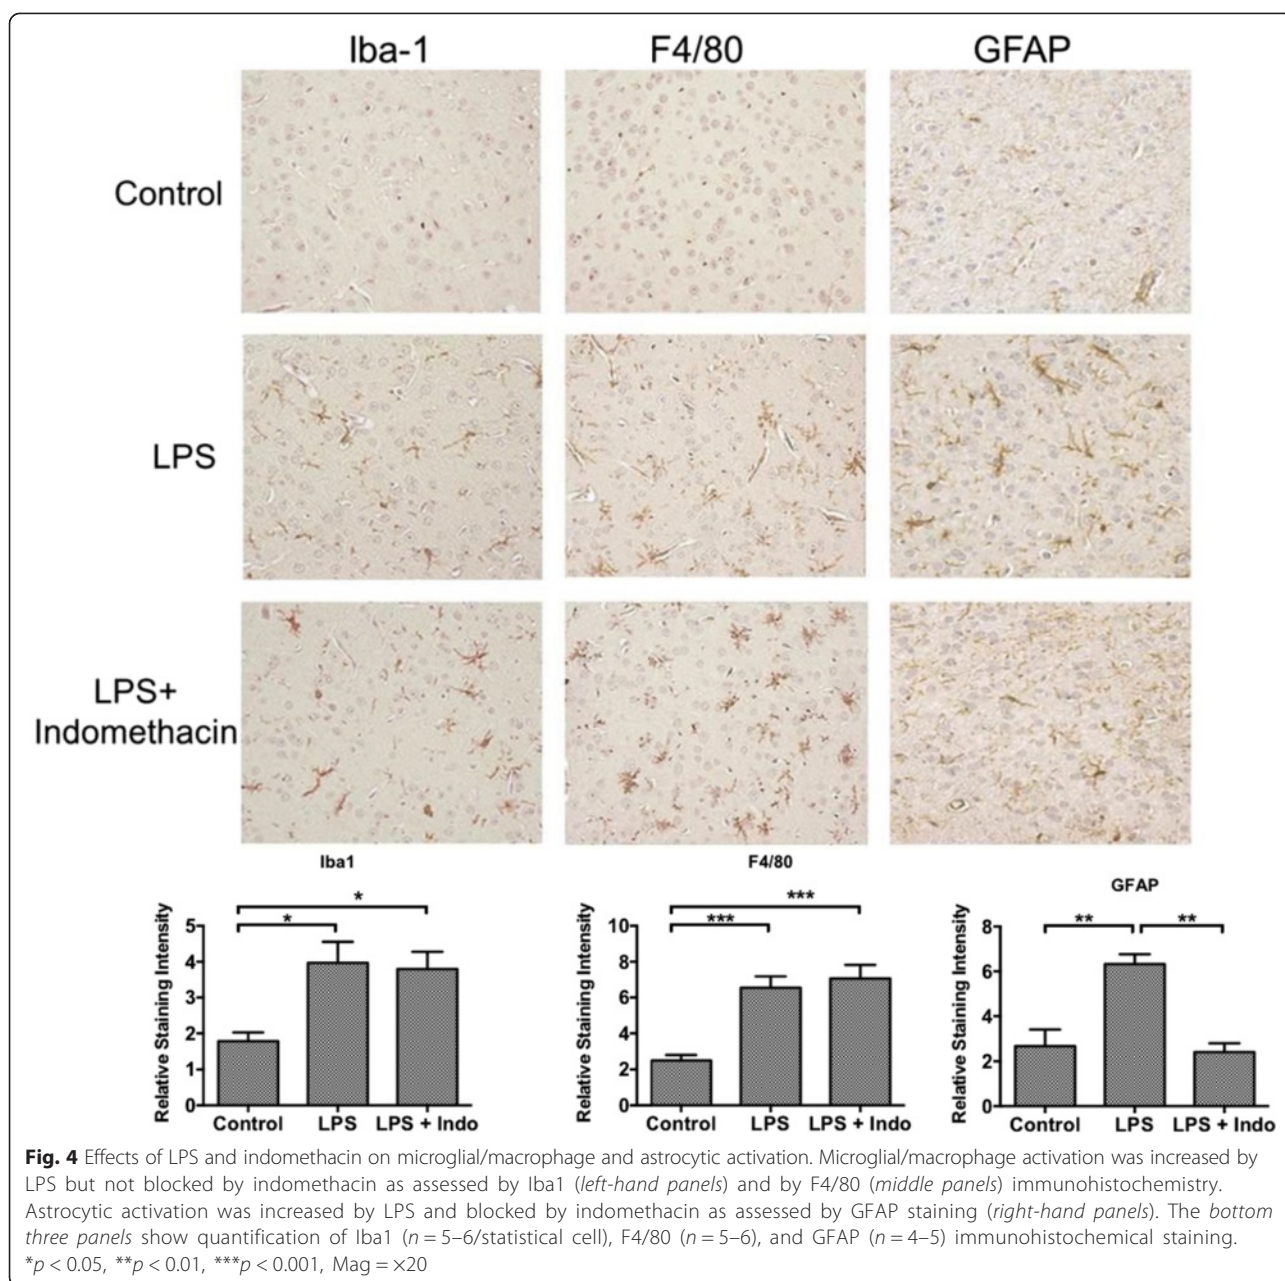 Iba-1 F4/80 GFAP
Control
LPS
LPS+
Indomethacin
Iba1
*
*
Relative Staining Intensity
5
4
3
2
1
0
Control LPS LPS + Indo
F4/80
***
***
Relative Staining Intensity
10
8
6
4
2
0
Control LPS LPS + Indo
GFAP
** **
Relative Staining Intensity
8
6
4
2
0
Control LPS LPS + Indo
Fig. 4 Effects of LPS and indomethacin on microglial/macrophage and astrocytic activation. Microglial/macrophage activation was increased by
LPS but not blocked by indomethacin as assessed by Iba1 (left-hand panels) and by F4/80 (middle panels) immunohistochemistry.
Astrocytic activation was increased by LPS and blocked by indomethacin as assessed by GFAP staining (right-hand panels). The bottom
three panels show quantification of Iba1 (n = 5–6/statistical cell), F4/80 (n = 5–6), and GFAP (n = 4–5) immunohistochemical staining.
*p < 0.05, **p < 0.01, ***p < 0.001, Mag = ×20